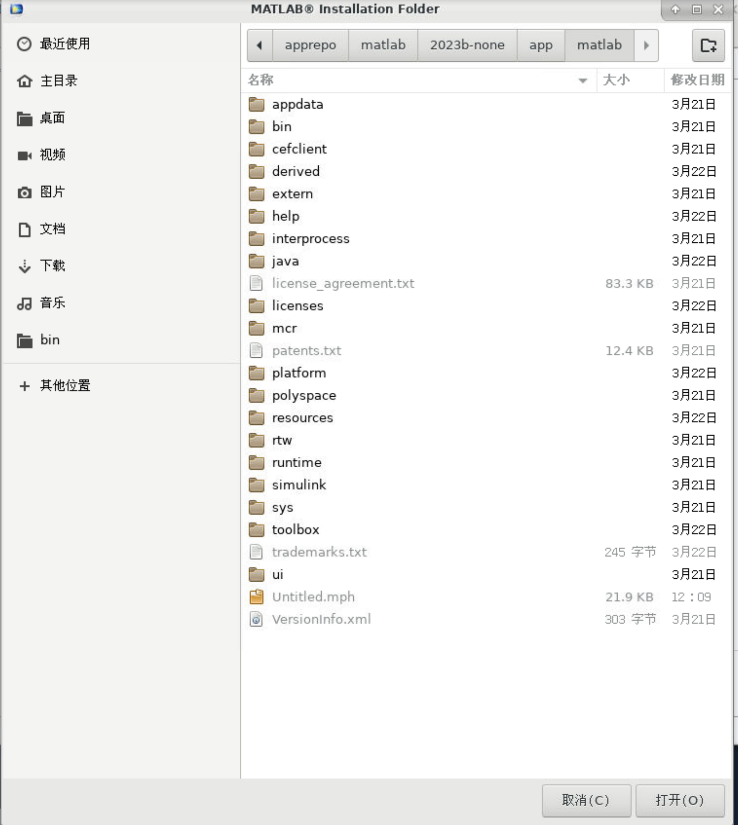 MATLAB® Installation Folder
最近使用
主目录
桌面
视频
图片
文档
下载
音乐
bin
其他位置
apprepo matlab 2023b-none app matlab
名称 大小 修改日期
appdata 3月21日
bin 3月21日
cefclient 3月21日
derived 3月22日
extern 3月21日
help 3月22日
interprocess 3月21日
java 3月22日
license_agreement.txt 83.3 KB 3月21日
licenses 3月22日
mcr 3月21日
patents.txt 12.4 KB 3月21日
platform 3月22日
polyspace 3月21日
resources 3月22日
rtw 3月21日
runtime 3月21日
simulink 3月21日
sys 3月21日
toolbox 3月22日
trademarks.txt 245 字节 3月22日
ui 3月21日
Untitled.mph 21.9 KB 12：09
VersionInfo.xml 303 字节 3月21日
取消(C) 打开(O)